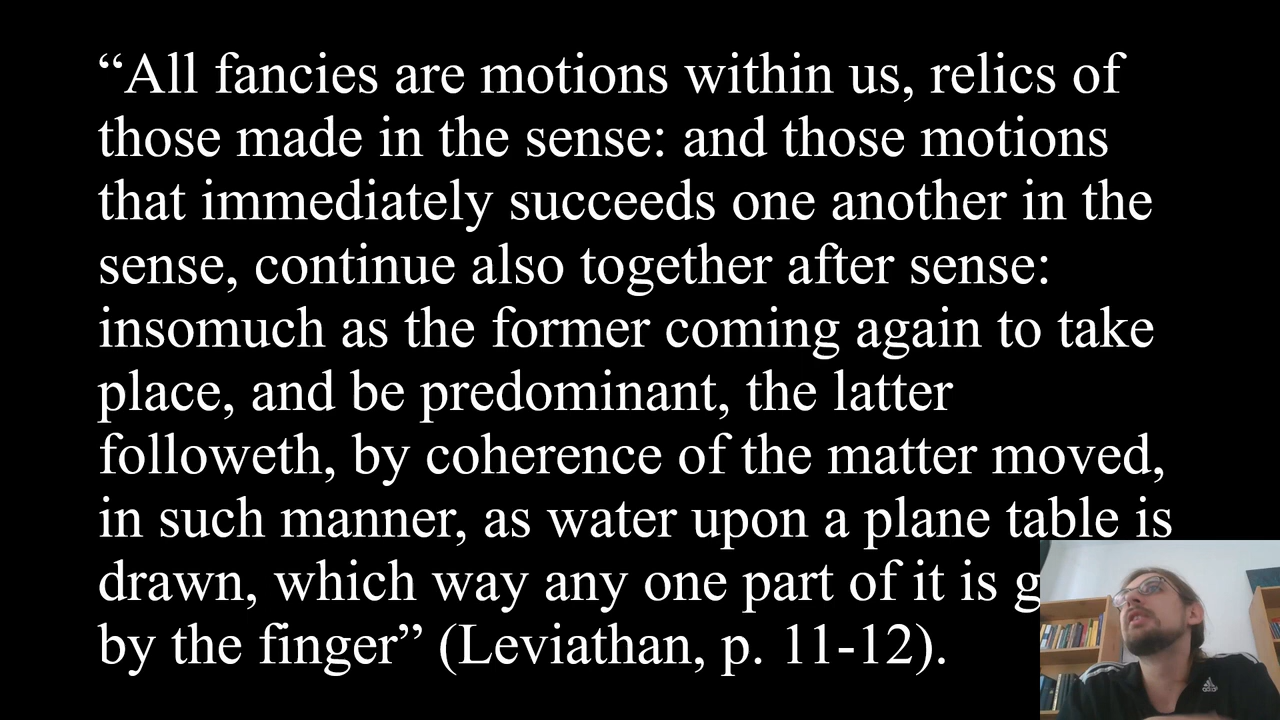 “All fancies are motions within us, relics of
those made in the sense: and those motions
that immediately succeeds one another in the
sense, continue also together after sense:
insomuch as the former coming again to take
place, and be predominant, the latter
followeth, by coherence of the matter moved,
in such manner, as water upon a plane table is
drawn, which way any one part of it is
by the finger” (Leviathan, p. 11-12).